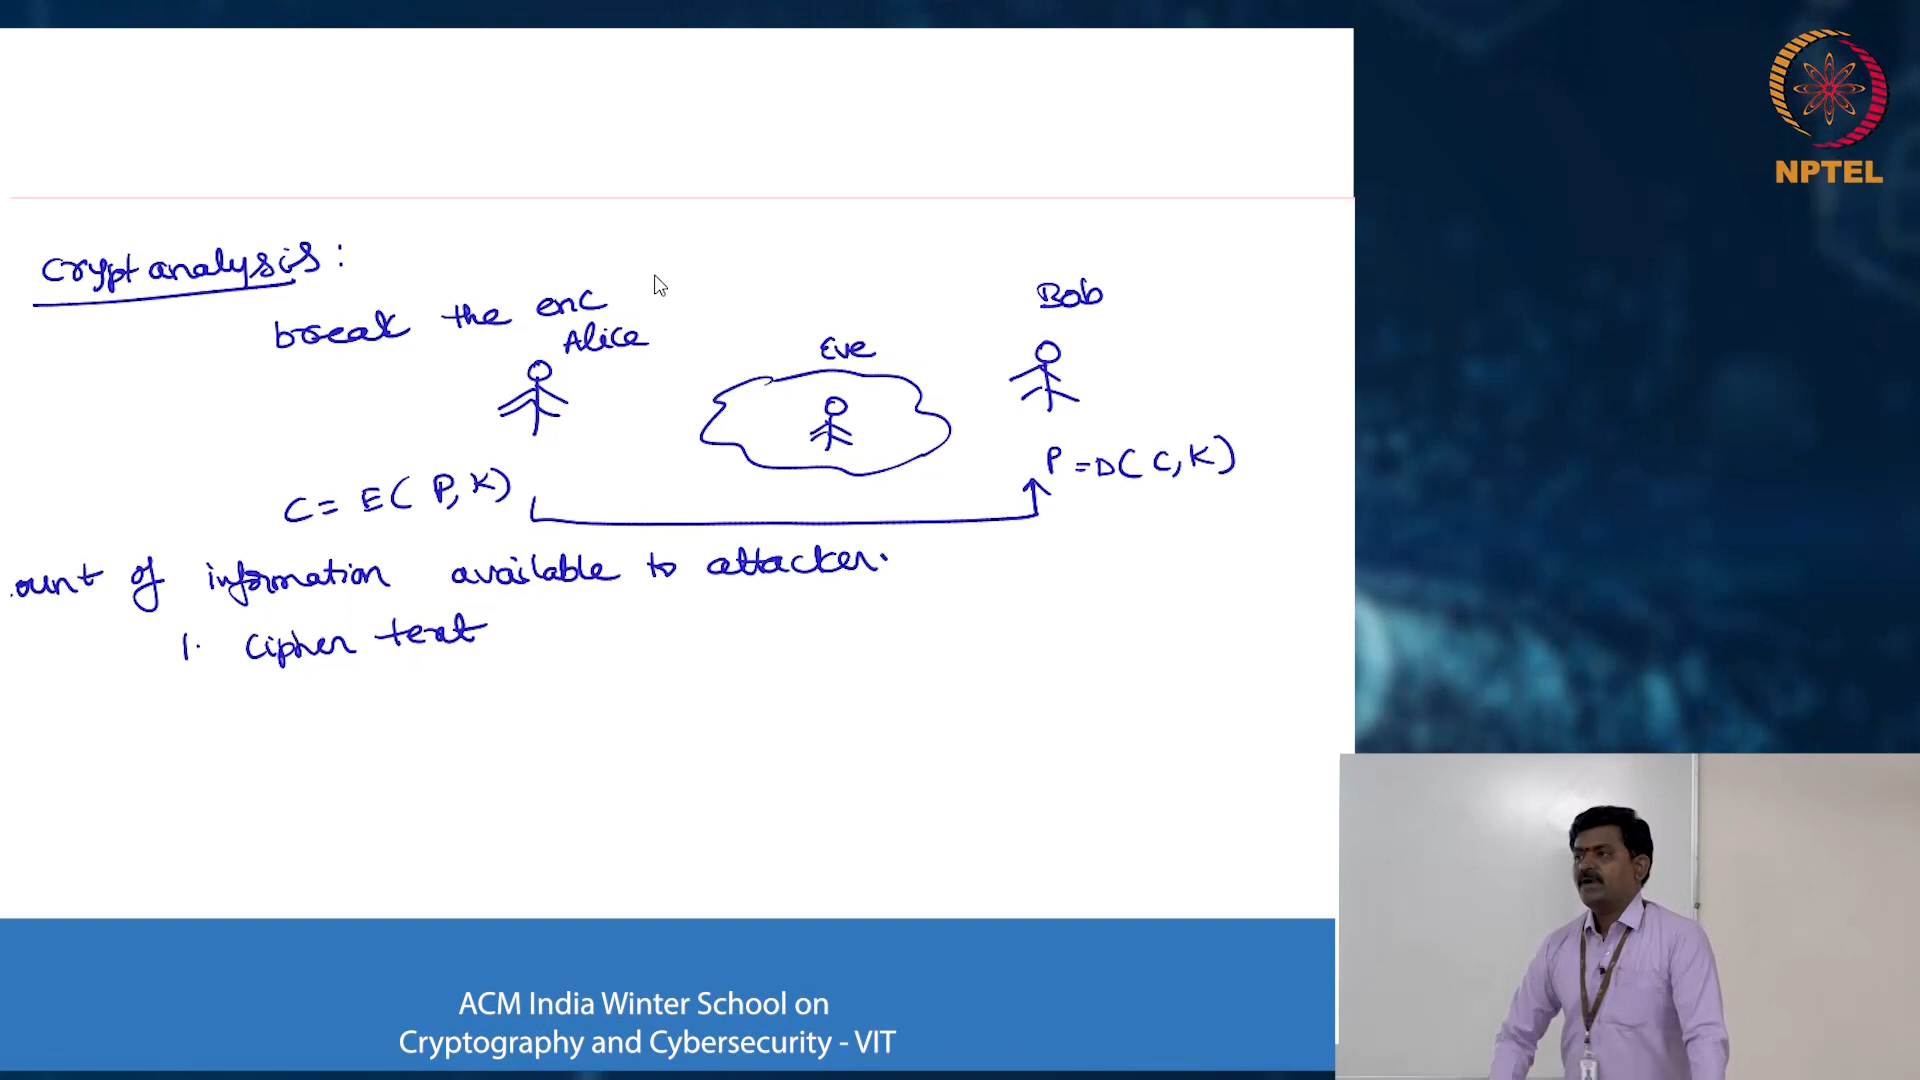 NPTEL
Cryptanalysis:
break the enc
Alice
Eve
Bob
C = E(P,K)
P = D(C,K)
ount of information available to attacker.
1. Cipher text
ACM India Winter School on
Cryptography and Cybersecurity - VIT